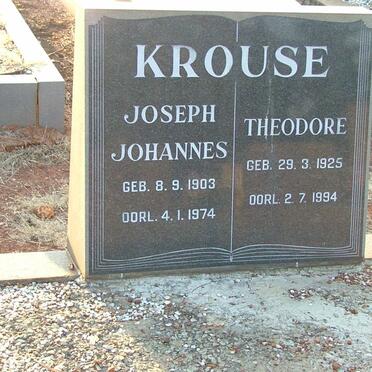 KROUSE
JOSEPH
JOHANNES
GEB. 8. 9. 1903
OORL. 4. 1. 1974
THEODORE
GEB. 29. 3. 1925
OORL. 2. 7. 1994